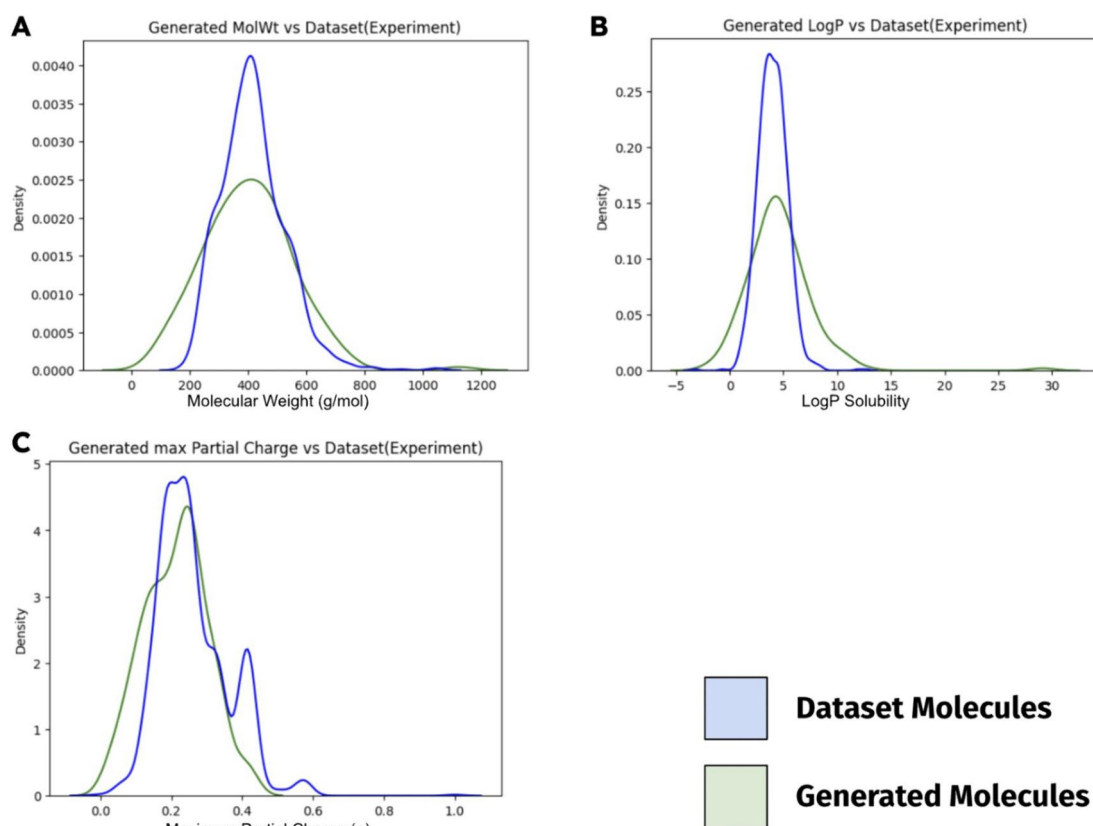 A
Generated MolWt vs Dataset(Experiment)
Density
0.0040
0.0035
0.0030
0.0025
0.0020
0.0015
0.0010
0.0005
0.0000
0 200 400 600 800 1000 1200
Molecular Weight (g/mol)
B
Generated LogP vs Dataset(Experiment)
Density
0.25
0.20
0.15
0.10
0.05
0.00
−5 0 5 10 15 20 25 30
LogP Solubility
C
Generated max Partial Charge vs Dataset(Experiment)
Density
5
4
3
2
1
0
0.0 0.2 0.4 0.6 0.8 1.0
Dataset Molecules
Generated Molecules